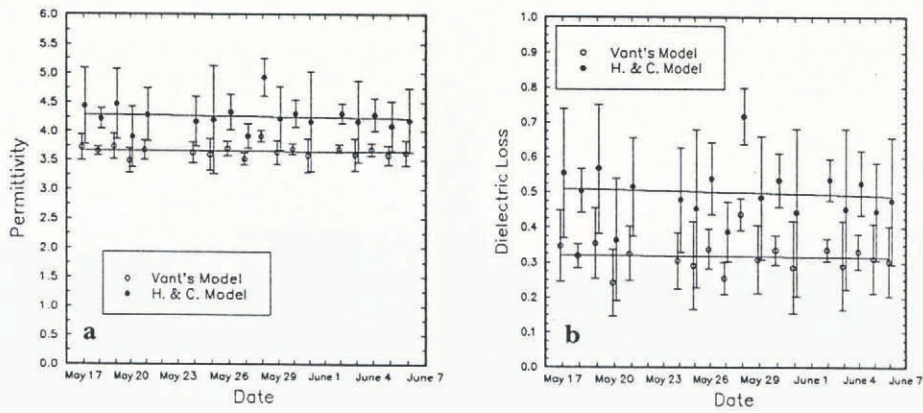 6.0
5.5
5.0
4.5
4.0
3.5
3.0
2.5
2.0
1.5
1.0
0.5
0.0
Permittivity
Vant's Model
H. & C. Model
a
May 17 May 20 May 23 May 26 May 29 June 1 June 4 June 7
Date
1.0
0.9
0.8
0.7
0.6
0.5
0.4
0.3
0.2
0.1
0.0
Dielectric Loss
Vant's Model
H. & C. Model
b
May 17 May 20 May 23 May 26 May 29 June 1 June 4 June 7
Date